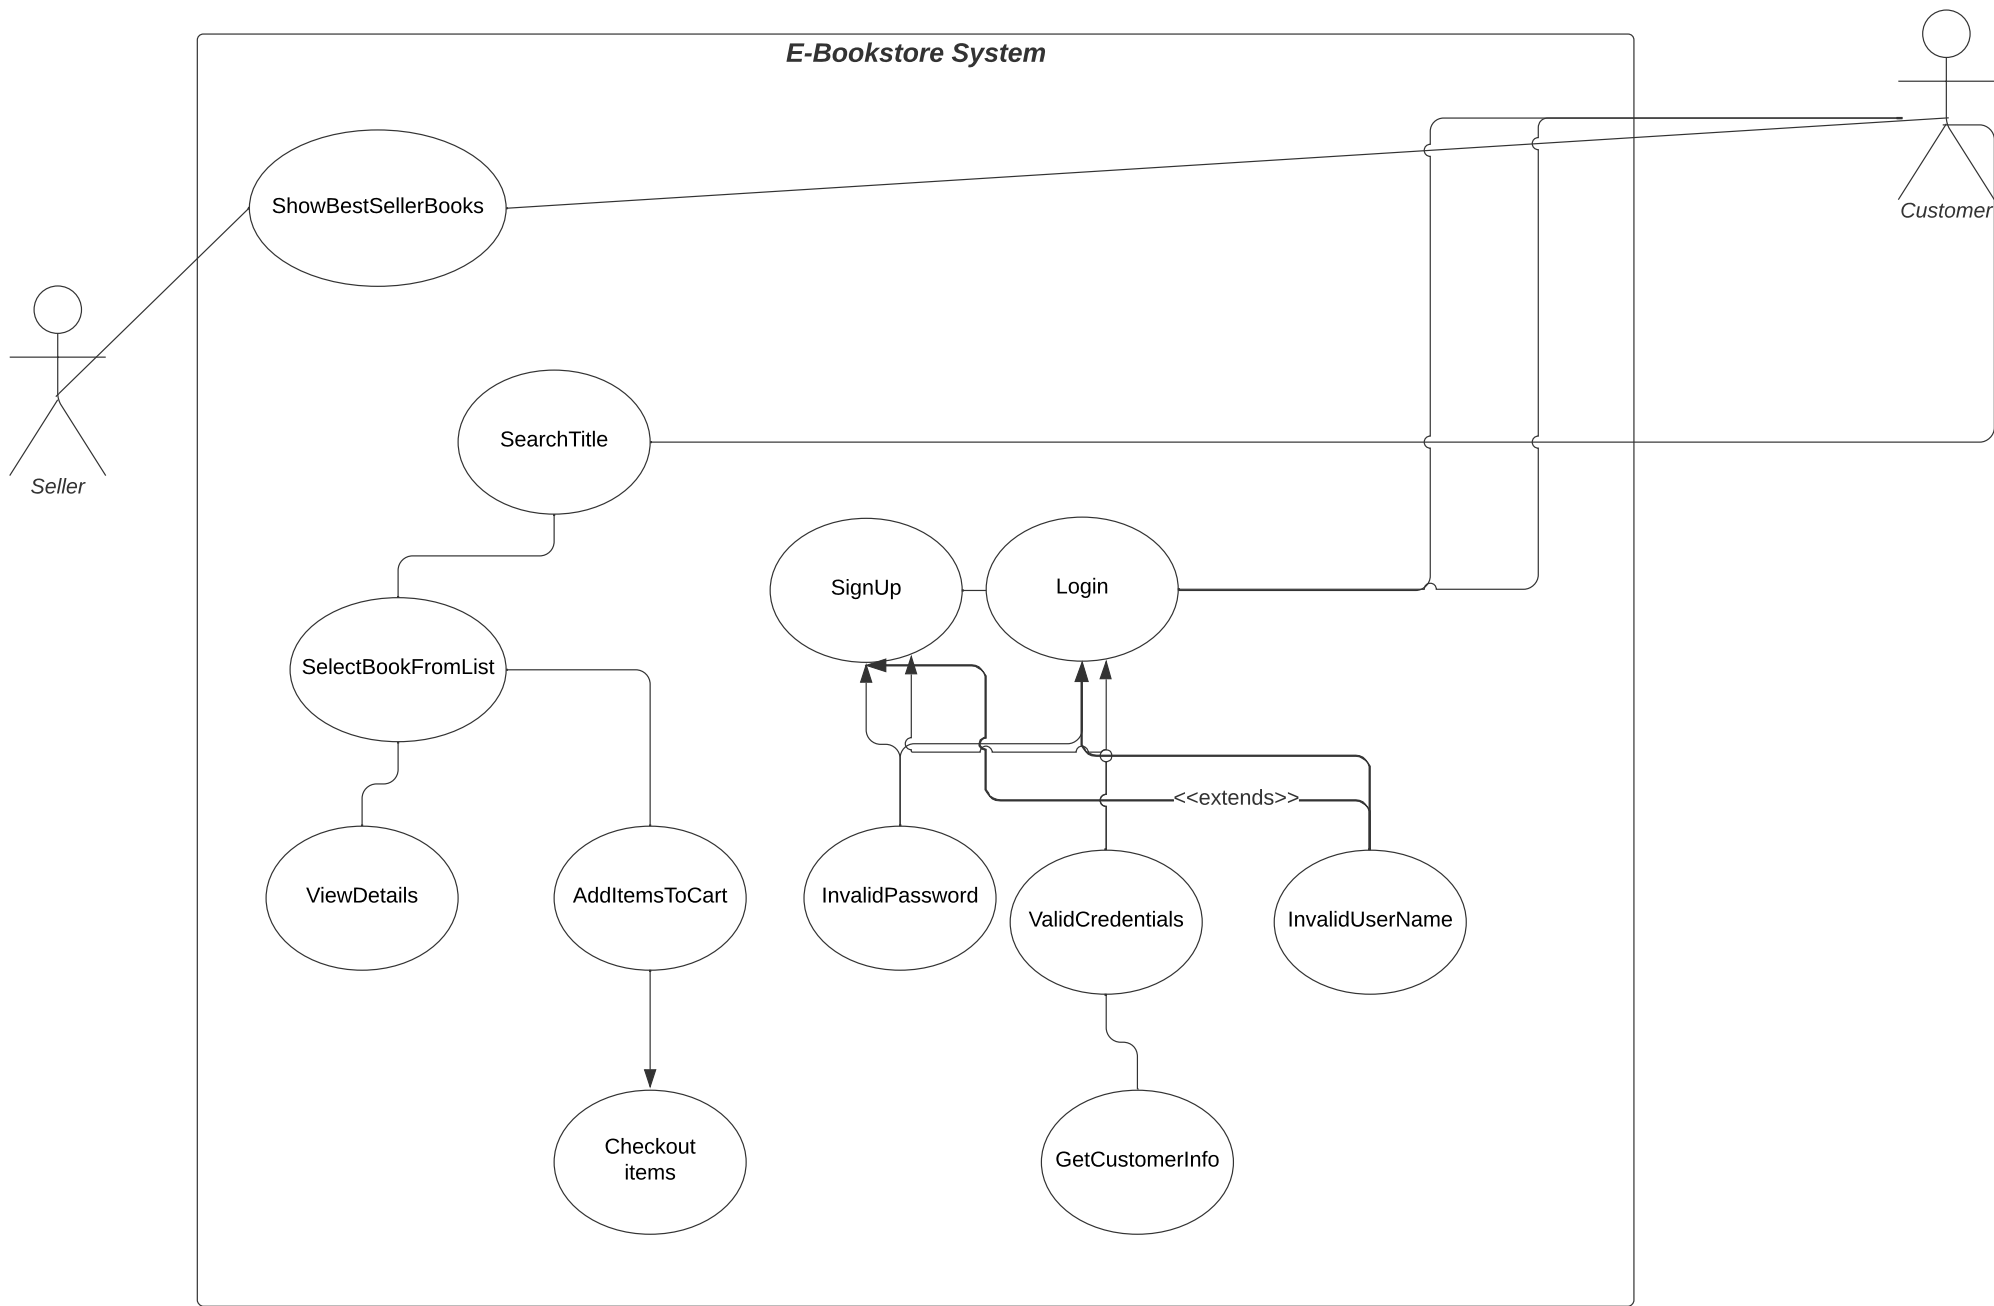 E-Bookstore System
Customer
ShowBestSellerBooks
Seller
SearchTitle
SignUp
Login
SelectBookFromList
<<extends>>
ViewDetails
AddItemsToCart
InvalidPassword
ValidCredentials
InvalidUserName
Checkout
items
GetCustomerInfo